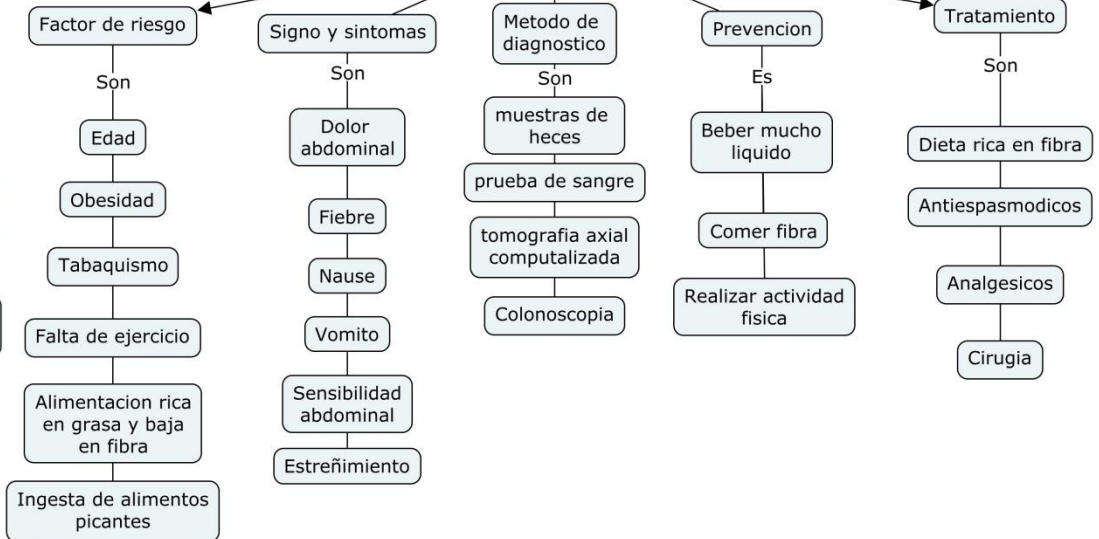 Factor de riesgo
Son
Edad
Obesidad
Tabaquismo
Falta de ejercicio
Alimentacion rica
en grasa y baja
en fibra
Ingesta de alimentos
picantes
Signo y sintomas
Son
Dolor
abdominal
Fiebre
Nause
Vomito
Sensibilidad
abdominal
Estreñimiento
Metodo de
diagnostico
Son
muestras de
heces
prueba de sangre
tomografia axial
computalizada
Colonoscopia
Prevencion
Es
Beber mucho
liquido
Comer fibra
Realizar actividad
fisica
Tratamiento
Son
Dieta rica en fibra
Antiespasmodicos
Analgesicos
Cirugia